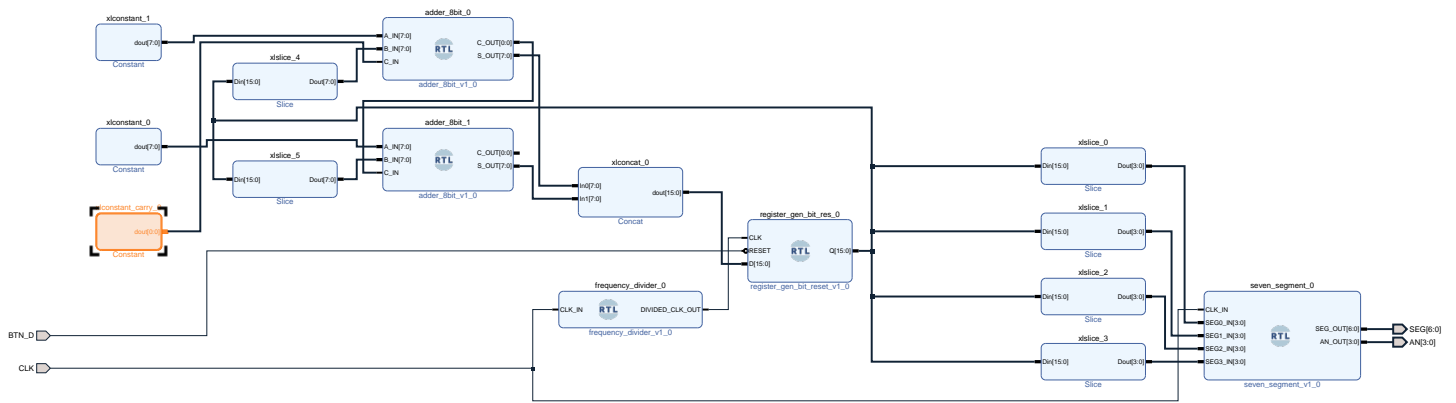 xlconstant_1
dout[7:0]
Constant
xlslice_4
Din[15:0]
Dout[7:0]
Slice
adder_8bit_0
A_IN[7:0]
B_IN[7:0]
C_IN
RTL
C_OUT[0:0]
S_OUT[7:0]
adder_8bit_v1_0
xlconstant_0
dout[7:0]
Constant
xlslice_5
Din[15:0]
Dout[7:0]
Slice
adder_8bit_1
A_IN[7:0]
B_IN[7:0]
C_IN
RTL
C_OUT[0:0]
S_OUT[7:0]
adder_8bit_v1_0
xlconstant_carry_0
dout[0:0]
Constant
xlconcat_0
In0[7:0]
In1[7:0]
dout[15:0]
Concat
register_gen_bit_res_0
CLK
RESET
D[15:0]
RTL
Q[15:0]
register_gen_bit_reset_v1_0
frequency_divider_0
CLK_IN
RTL
DIVIDED_CLK_OUT
frequency_divider_v1_0
BTN_D
CLK
xlslice_0
Din[15:0]
Dout[3:0]
Slice
xlslice_1
Din[15:0]
Dout[3:0]
Slice
xlslice_2
Din[15:0]
Dout[3:0]
Slice
xlslice_3
Din[15:0]
Dout[3:0]
Slice
seven_segment_0
CLK_IN
SEG0_IN[3:0]
SEG1_IN[3:0]
SEG2_IN[3:0]
SEG3_IN[3:0]
RTL
SEG_OUT[6:0]
AN_OUT[3:0]
seven_segment_v1_0
SEG[6:0]
AN[3:0]